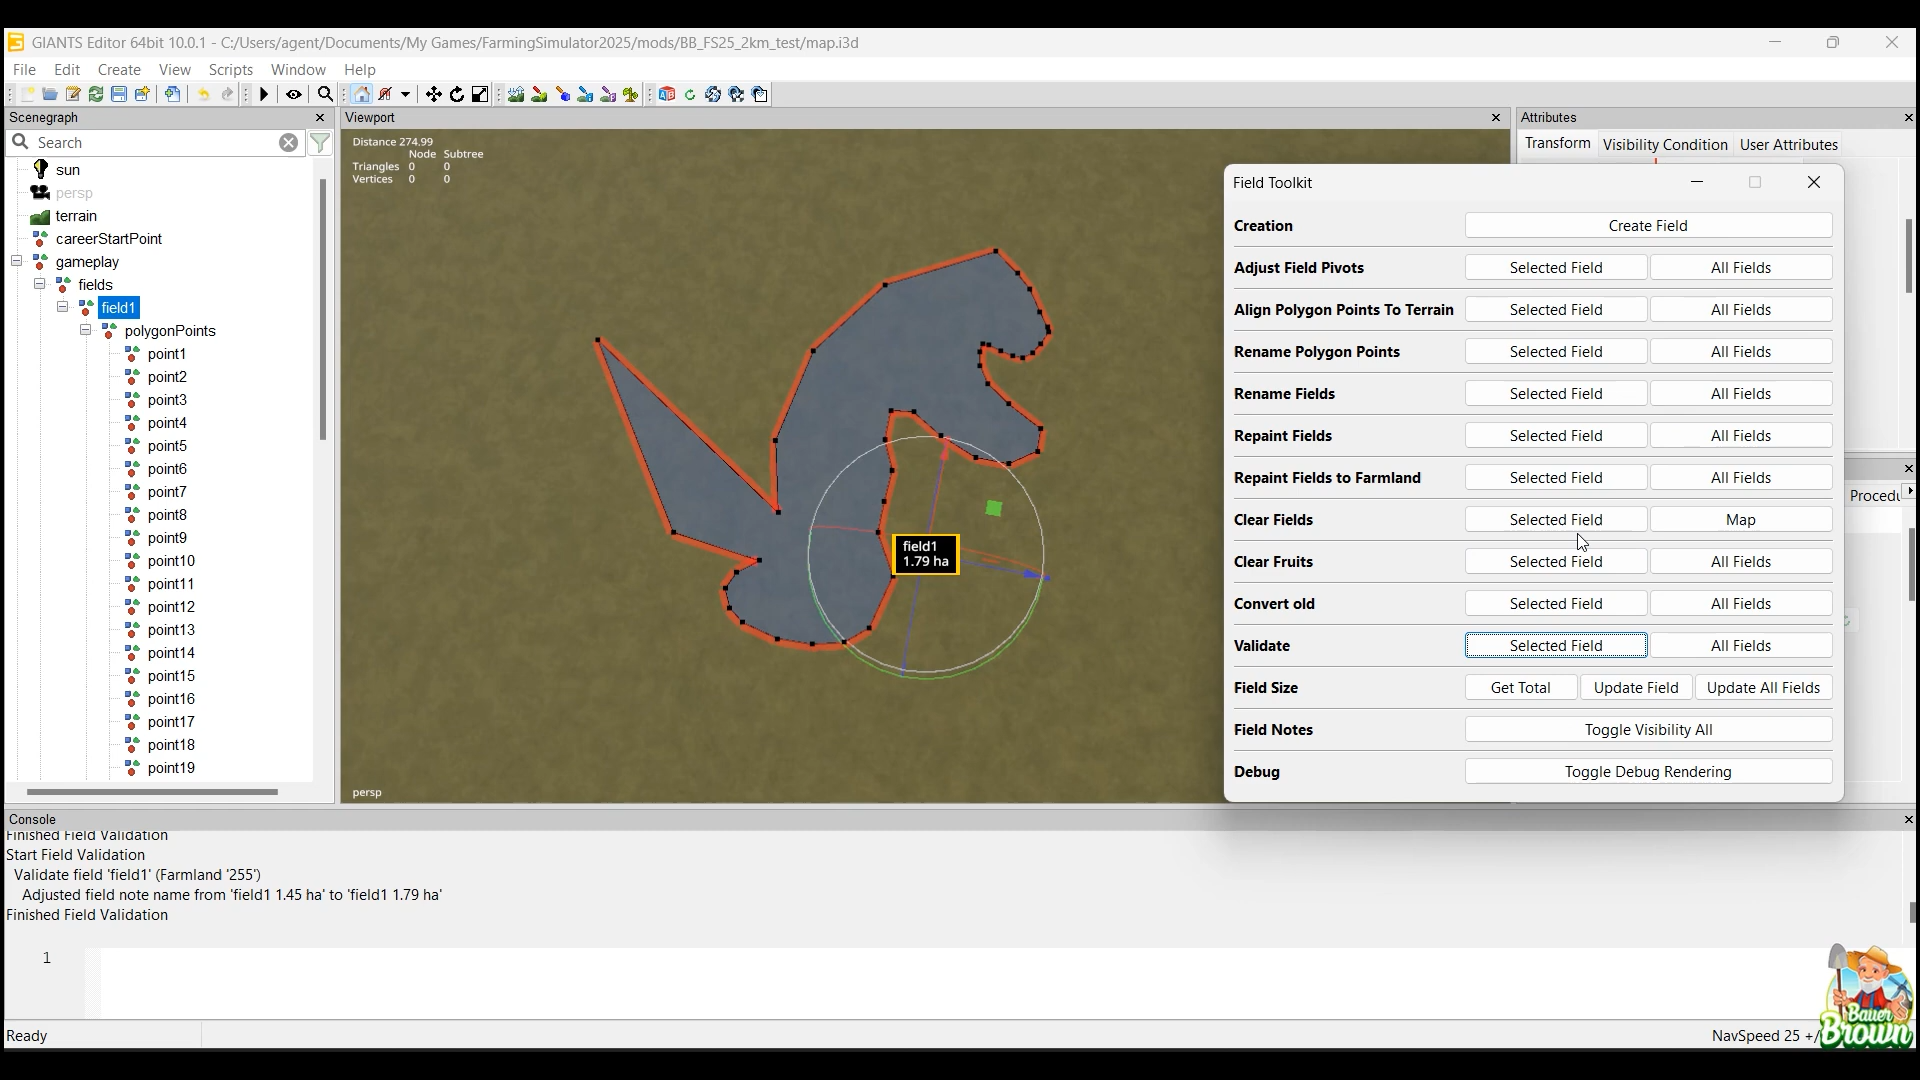 GIANTS Editor 64bit 10.0.1 - C:/Users/agent/Documents/My Games/FarmingSimulator2025/mods/BB_FS25_2km_test/map.i3d
File Edit Create View Scripts Window Help
Scenegraph
Search
sun
persp
terrain
careerStartPoint
gameplay
fields
field1
polygonPoints
point1
point2
point3
point4
point5
point6
point7
point8
point9
point10
point11
point12
point13
point14
point15
point16
point17
point18
point19
Viewport
Distance 274.99
Node Subtree
Triangles 0 0
Vertices 0 0
field1
1.79 ha
persp
Attributes
Transform Visibility Condition User Attributes
Field Toolkit
Creation Create Field
Adjust Field Pivots Selected Field All Fields
Align Polygon Points To Terrain Selected Field All Fields
Rename Polygon Points Selected Field All Fields
Rename Fields Selected Field All Fields
Repaint Fields Selected Field All Fields
Repaint Fields to Farmland Selected Field All Fields
Clear Fields Selected Field Map
Clear Fruits Selected Field All Fields
Convert old Selected Field All Fields
Validate Selected Field All Fields
Field Size Get Total Update Field Update All Fields
Field Notes Toggle Visibility All
Debug Toggle Debug Rendering
Console
Finished Field Validation
Start Field Validation
Validate field 'field1' (Farmland '255')
Adjusted field note name from 'field1 1.45 ha' to 'field1 1.79 ha'
Finished Field Validation
1
Ready
NavSpeed 25 +/
Bauer
Brown